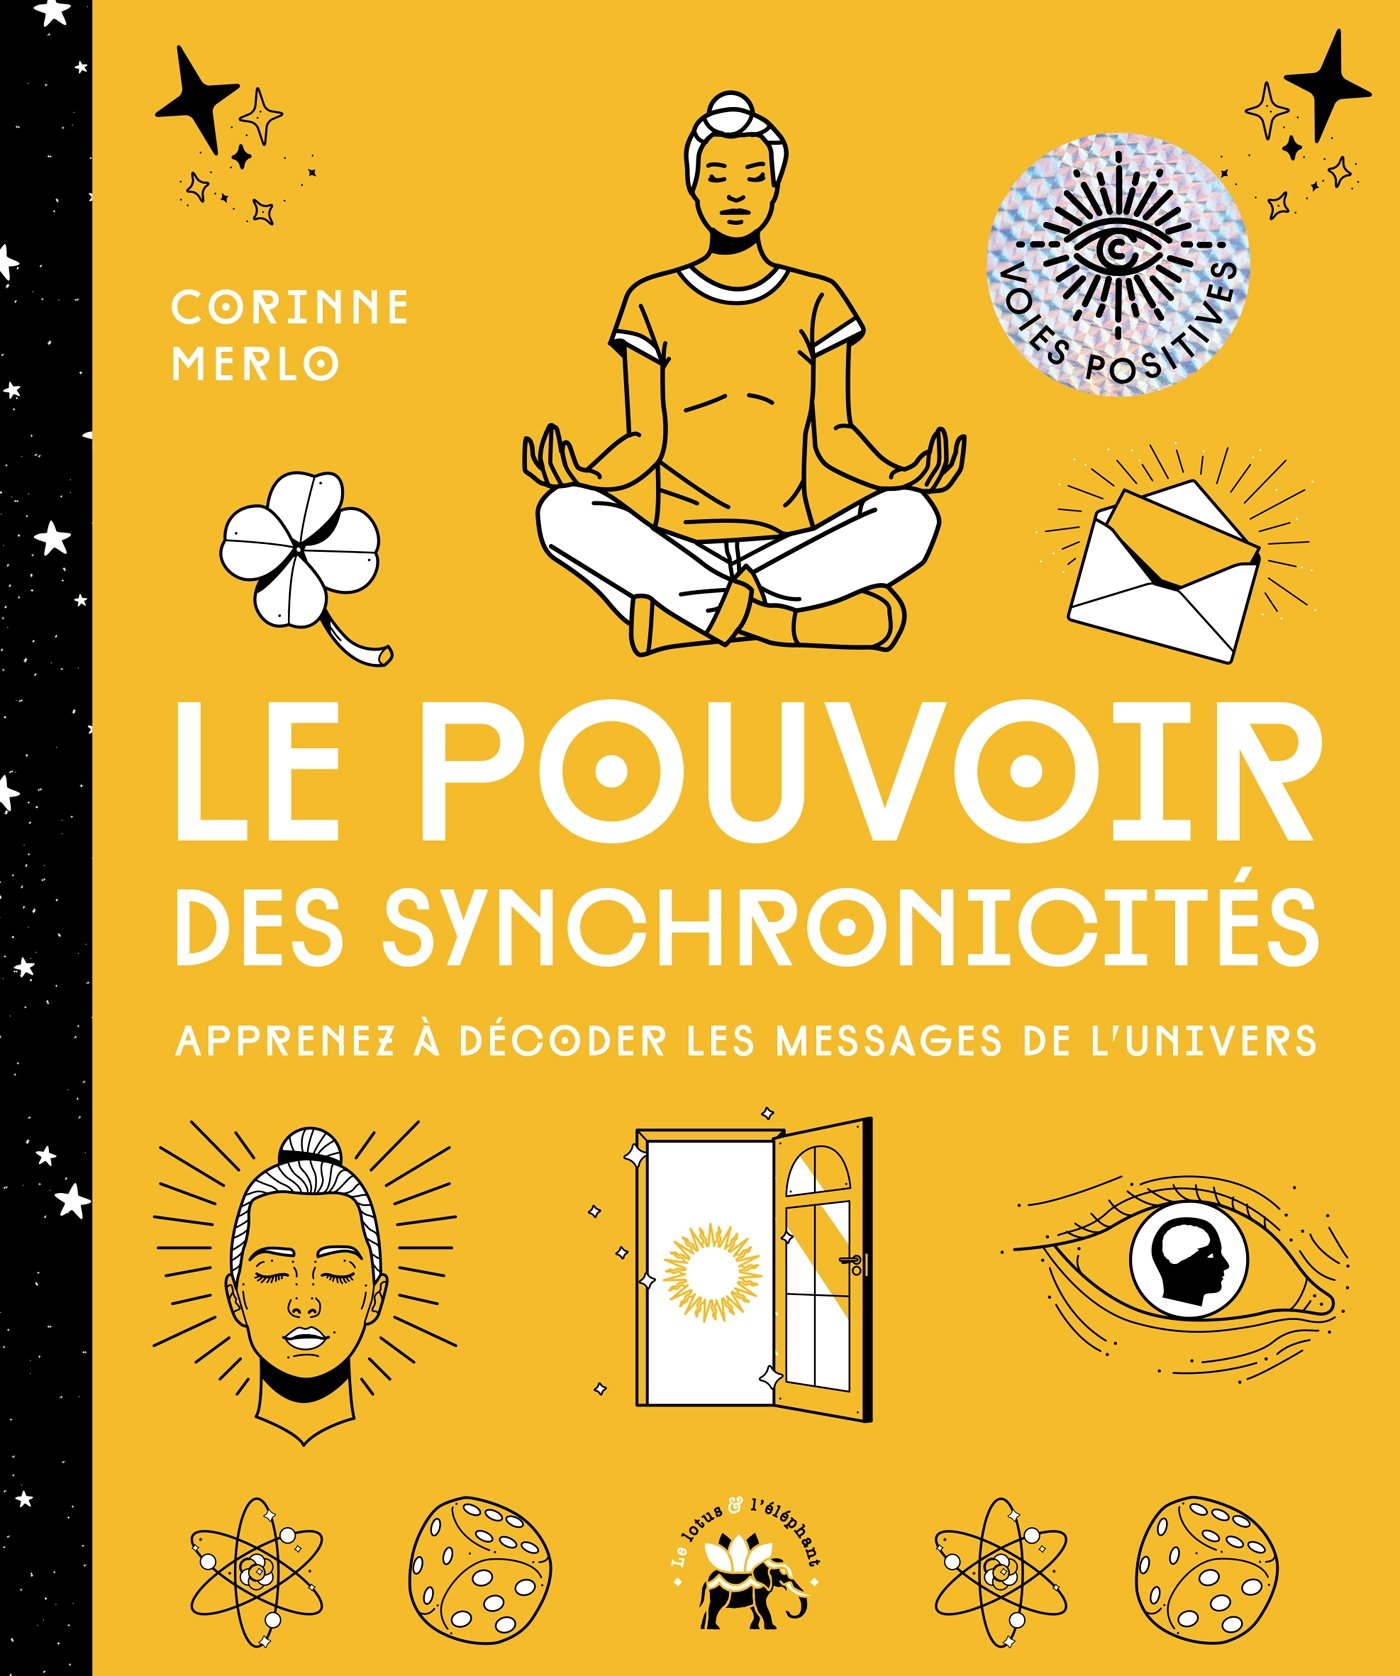 CORINNE
MERLO
VOIES POSITIVES
LE POUVOIR
DES SYNCHRONICITÉS
APPRENEZ À DÉCODER LES MESSAGES DE L'UNIVERS
Le lotus & l'éléphant